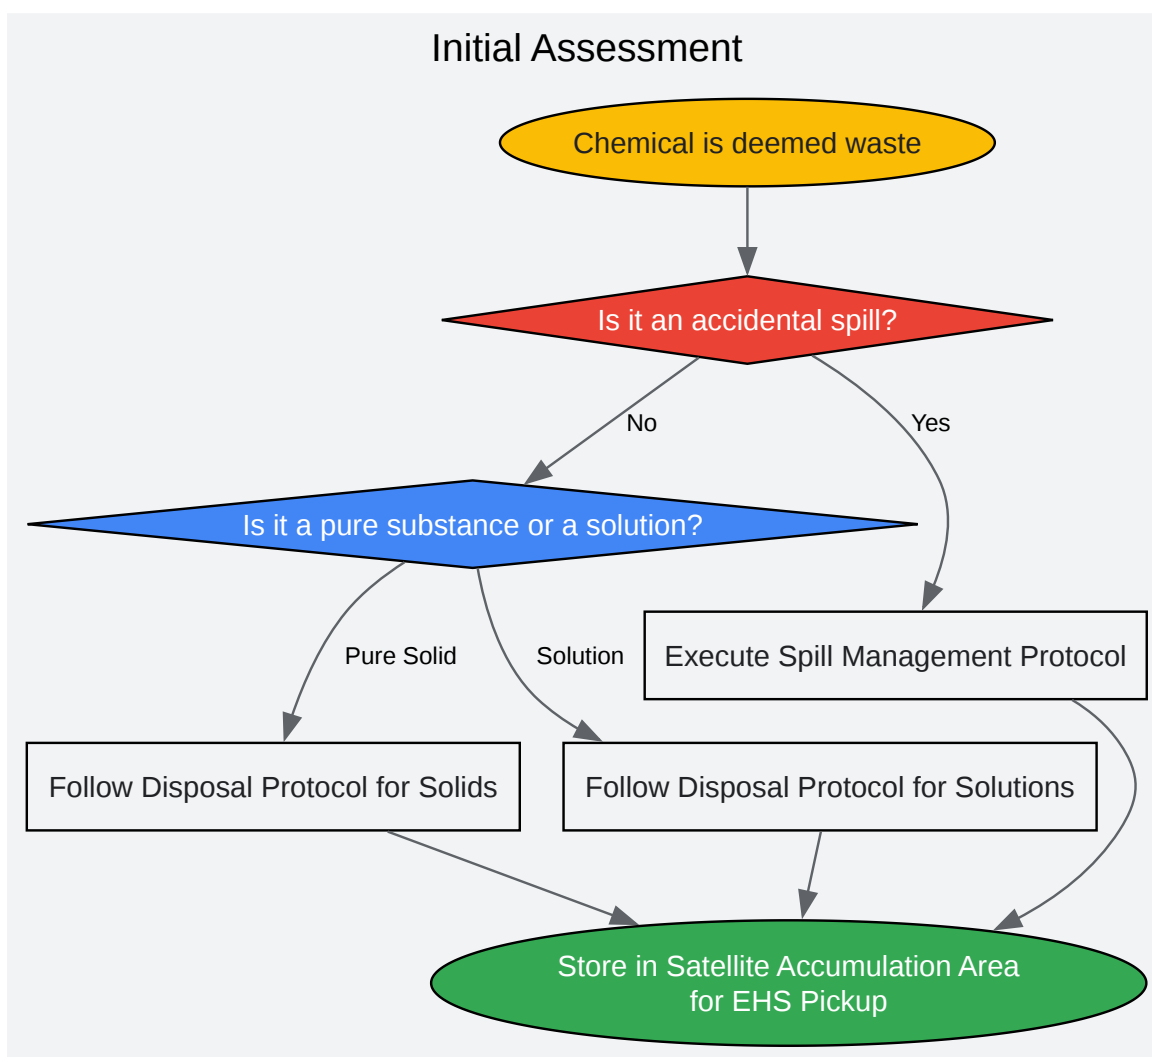 Initial Assessment
Chemical is deemed waste
Is it an accidental spill?
No
Yes
Is it a pure substance or a solution?
Pure Solid
Solution
Execute Spill Management Protocol
Follow Disposal Protocol for Solids
Follow Disposal Protocol for Solutions
Store in Satellite Accumulation Area
for EHS Pickup